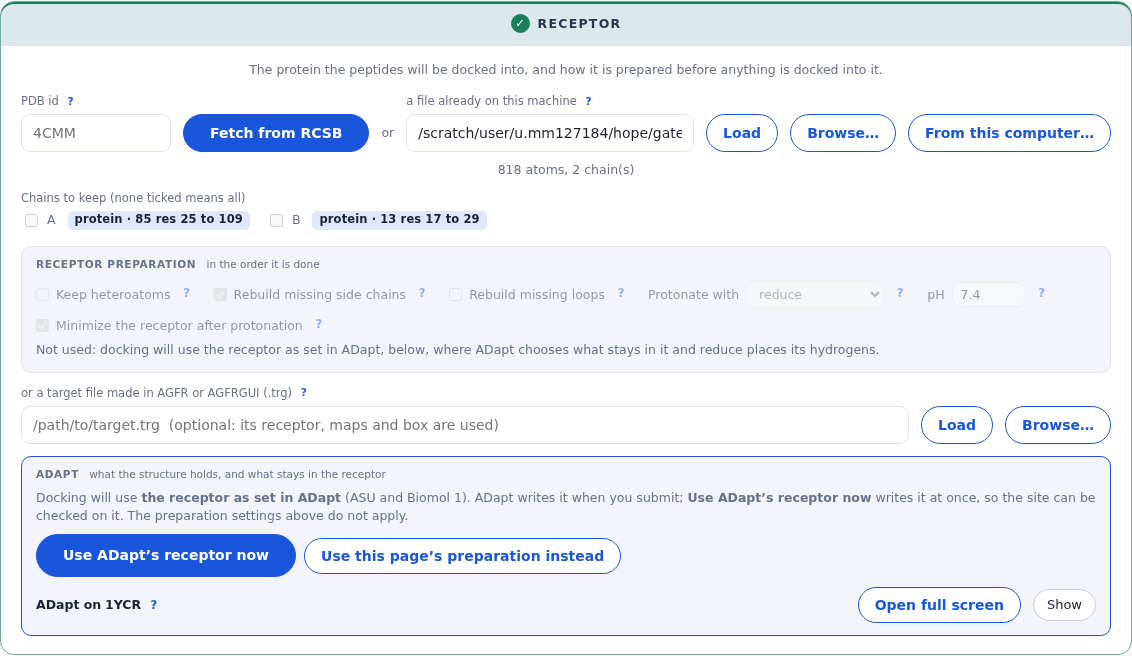 ✓ RECEPTOR
The protein the peptides will be docked into, and how it is prepared before anything is docked into it.
PDB id ?
a file already on this machine ?
4CMM
Fetch from RCSB
or
/scratch/user/u.mm127184/hope/gate
Load
Browse...
From this computer...
818 atoms, 2 chain(s)
Chains to keep (none ticked means all)
A protein · 85 res 25 to 109 B protein · 13 res 17 to 29
RECEPTOR PREPARATION in the order it is done
Keep heteroatoms ? Rebuild missing side chains ? Rebuild missing loops ? Protonate with reduce ? pH 7.4 ?
Minimize the receptor after protonation ?
Not used: docking will use the receptor as set in ADapt, below, where ADapt chooses what stays in it and reduce places its hydrogens.
or a target file made in AGFR or AGFRGUI (.trg) ?
/path/to/target.trg (optional: its receptor, maps and box are used)
Load
Browse...
ADAPT what the structure holds, and what stays in the receptor
Docking will use the receptor as set in ADapt (ASU and Biomol 1). ADapt writes it when you submit; Use ADapt’s receptor now writes it at once, so the site can be
checked on it. The preparation settings above do not apply.
Use ADapt’s receptor now
Use this page’s preparation instead
ADapt on 1YCR ?
Open full screen
Show